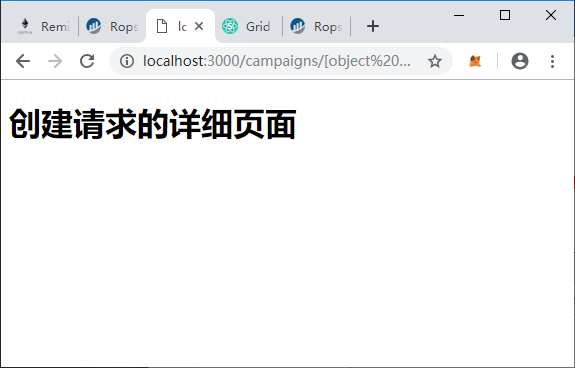 Remi
Rops
lc
Grid
Rops
localhost:3000/campaigns/[object%20...
创建请求的详细页面